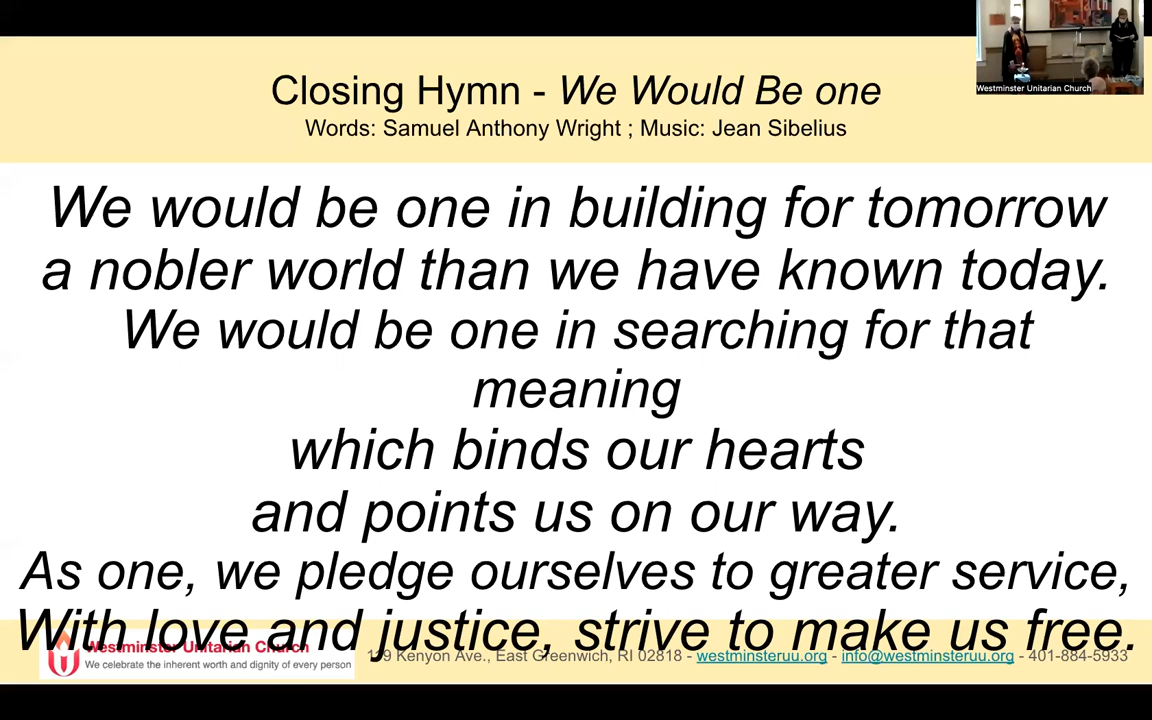 Closing Hymn - We Would Be one
Words: Samuel Anthony Wright ; Music: Jean Sibelius
Westminster Unitarian Church
We would be one in building for tomorrow
a nobler world than we have known today.
We would be one in searching for that
meaning
which binds our hearts
and points us on our way.
As one, we pledge ourselves to greater service,
With love and justice, strive to make us free.
Westminster Unitarian Church
We celebrate the inherent worth and dignity of every person
119 Kenyon Ave., East Greenwich, RI 02818 - westminsteruu.org - info@westminsteruu.org - 401-884-5933